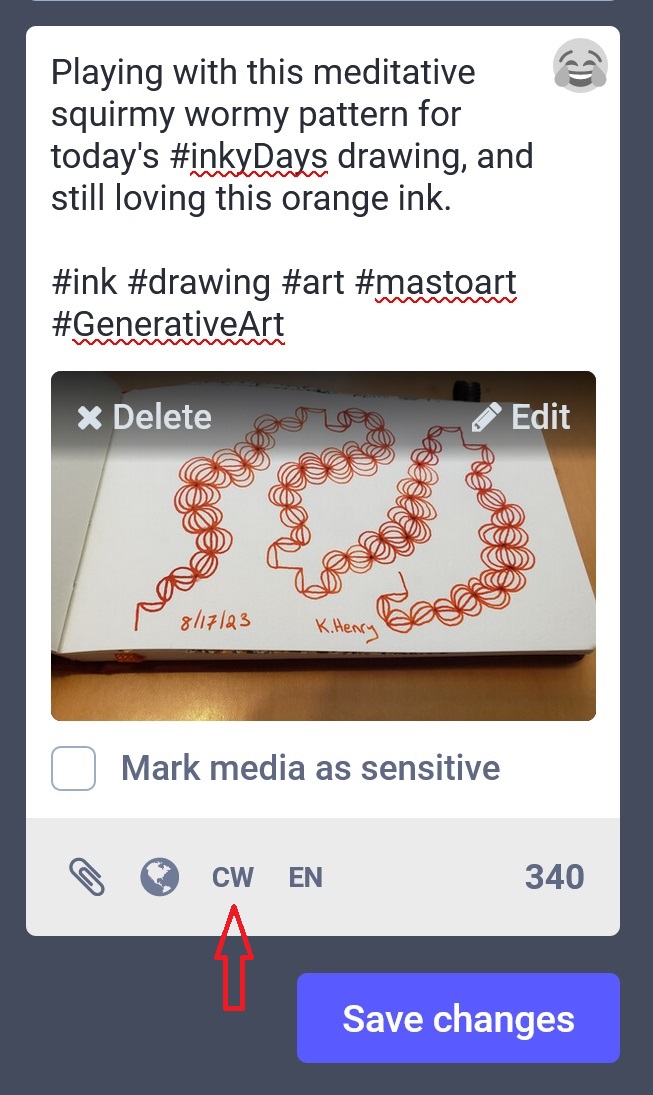 Playing with this meditative
squirmy wormy pattern for
today's #inkyDays drawing, and
still loving this orange ink.
#ink #drawing #art #mastoart
#GenerativeArt
Delete Edit
8/17/23 K.Henry
Mark media as sensitive
CW EN 340
Save changes